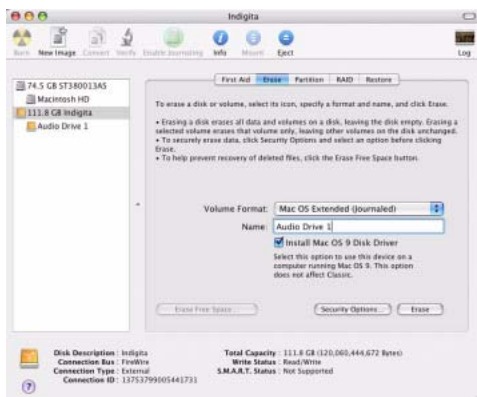 Indigita
Burn New Image Convert Verify Enable Journaling Info Mount Eject Log
74.5 GB ST380013AS
Macintosh HD
111.8 GB Indigita
Audio Drive 1
First Aid Erase Partition RAID Restore
To erase a disk or volume, select its icon, specify a format and name, and click Erase.
• Erasing a disk erases all data and volumes on a disk, leaving the disk empty. Erasing a
selected volume erases that volume only, leaving other volumes on the disk unchanged.
• To securely erase data, click Security Options and select an option before clicking
Erase.
• To help prevent recovery of deleted files, click the Erase Free Space button.
Volume Format: Mac OS Extended (Journaled)
Name: Audio Drive 1
Install Mac OS 9 Disk Driver
Select this option to use this device on a
computer running Mac OS 9. This option
does not affect Classic.
Erase Free Space... Security Options... Erase
Disk Description : Indigita
Connection Bus : FireWire
Connection Type : External
Connection ID : 13753799005441731
Total Capacity : 111.8 GB (120,060,444,672 Bytes)
Write Status : Read/Write
S.M.A.R.T. Status : Not Supported
?